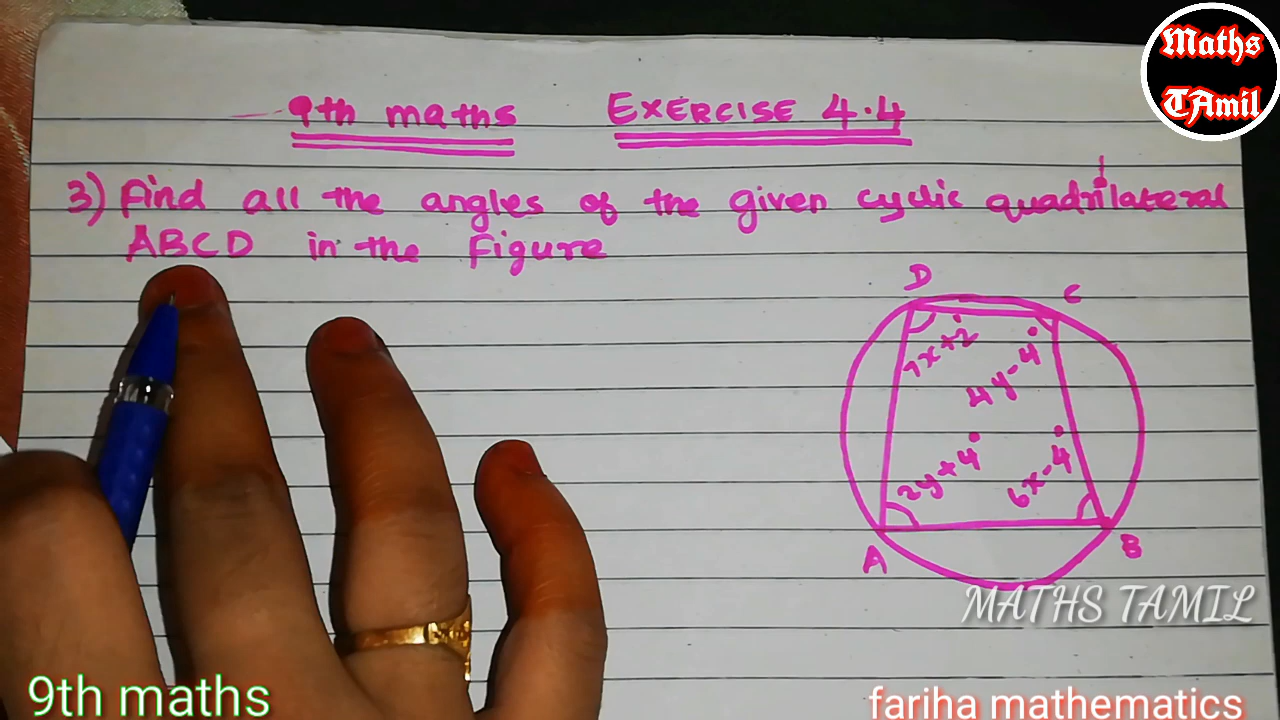 Maths
TAmil
9th maths EXERCISE 4.4
3) Find all the angles of the given cyclic quadrilateral
ABCD in the Figure
D
C
7x+2°
4y-4°
2y+4°
6x-4°
A
B
MATHS TAMIL
9th maths
fariha mathematics